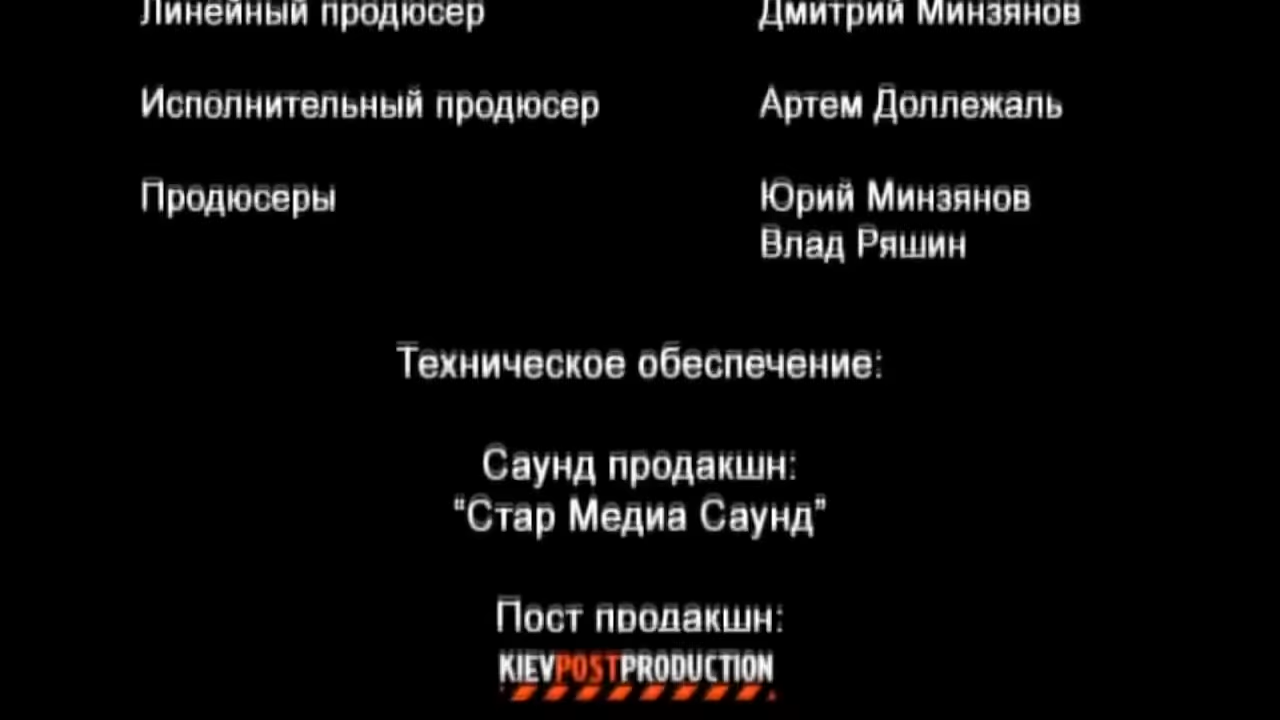 Линейный продюсер Дмитрий Минзянов
Исполнительный продюсер Артем Доллежаль
Продюсеры Юрий Минзянов
Влад Ряшин
Техническое обеспечение:
Саунд продакшн:
“Стар Медиа Саунд”
Пост продакшн:
KIEVPOSTPRODUCTION